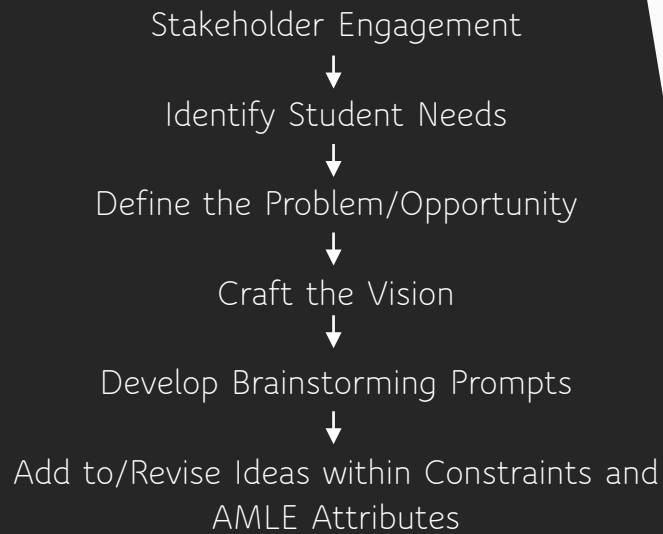 Stakeholder Engagement
Identify Student Needs
Define the Problem/Opportunity
Craft the Vision
Develop Brainstorming Prompts
Add to/Revise Ideas within Constraints and
AMLE Attributes